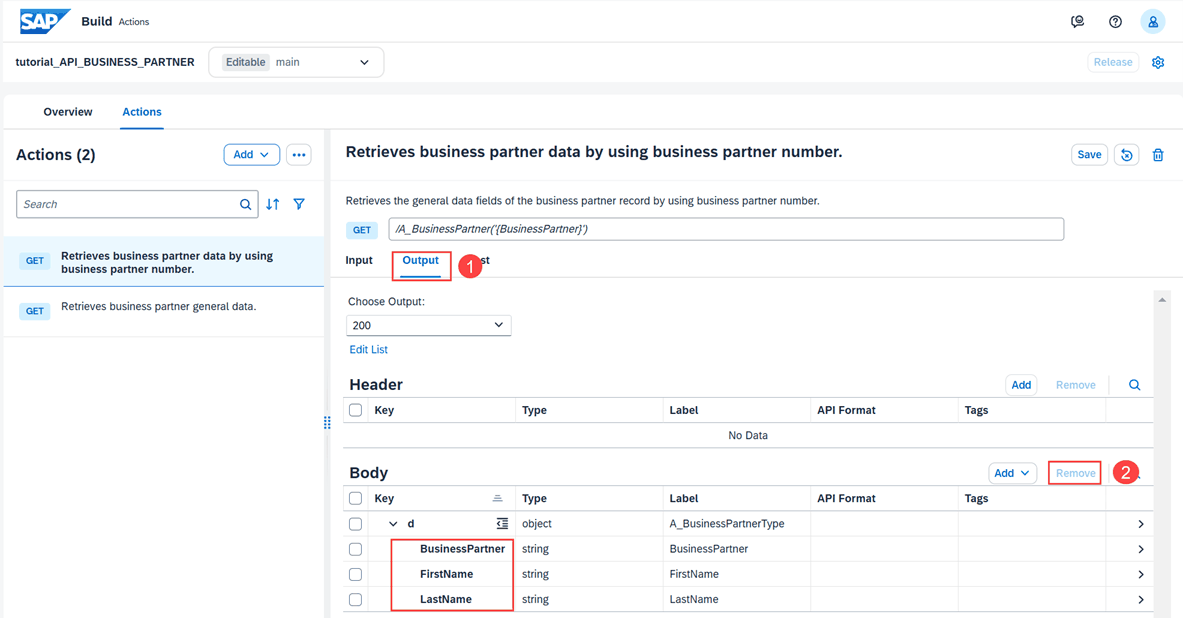 SAP Build Actions
tutorial_API_BUSINESS_PARTNER Editable main Release
Overview Actions
Actions (2) Add
Search
GET Retrieves business partner data by using
business partner number.
GET Retrieves business partner general data.
Retrieves business partner data by using business partner number. Save
Retrieves the general data fields of the business partner record by using business partner number.
GET /A_BusinessPartner('{BusinessPartner}')
Input Output 1 st
Choose Output:
200
Edit List
Header Add Remove
Key Type Label API Format Tags
No Data
Body Add Remove 2
Key Type Label API Format Tags
d object A_BusinessPartnerType
BusinessPartner string BusinessPartner
FirstName string FirstName
LastName string LastName